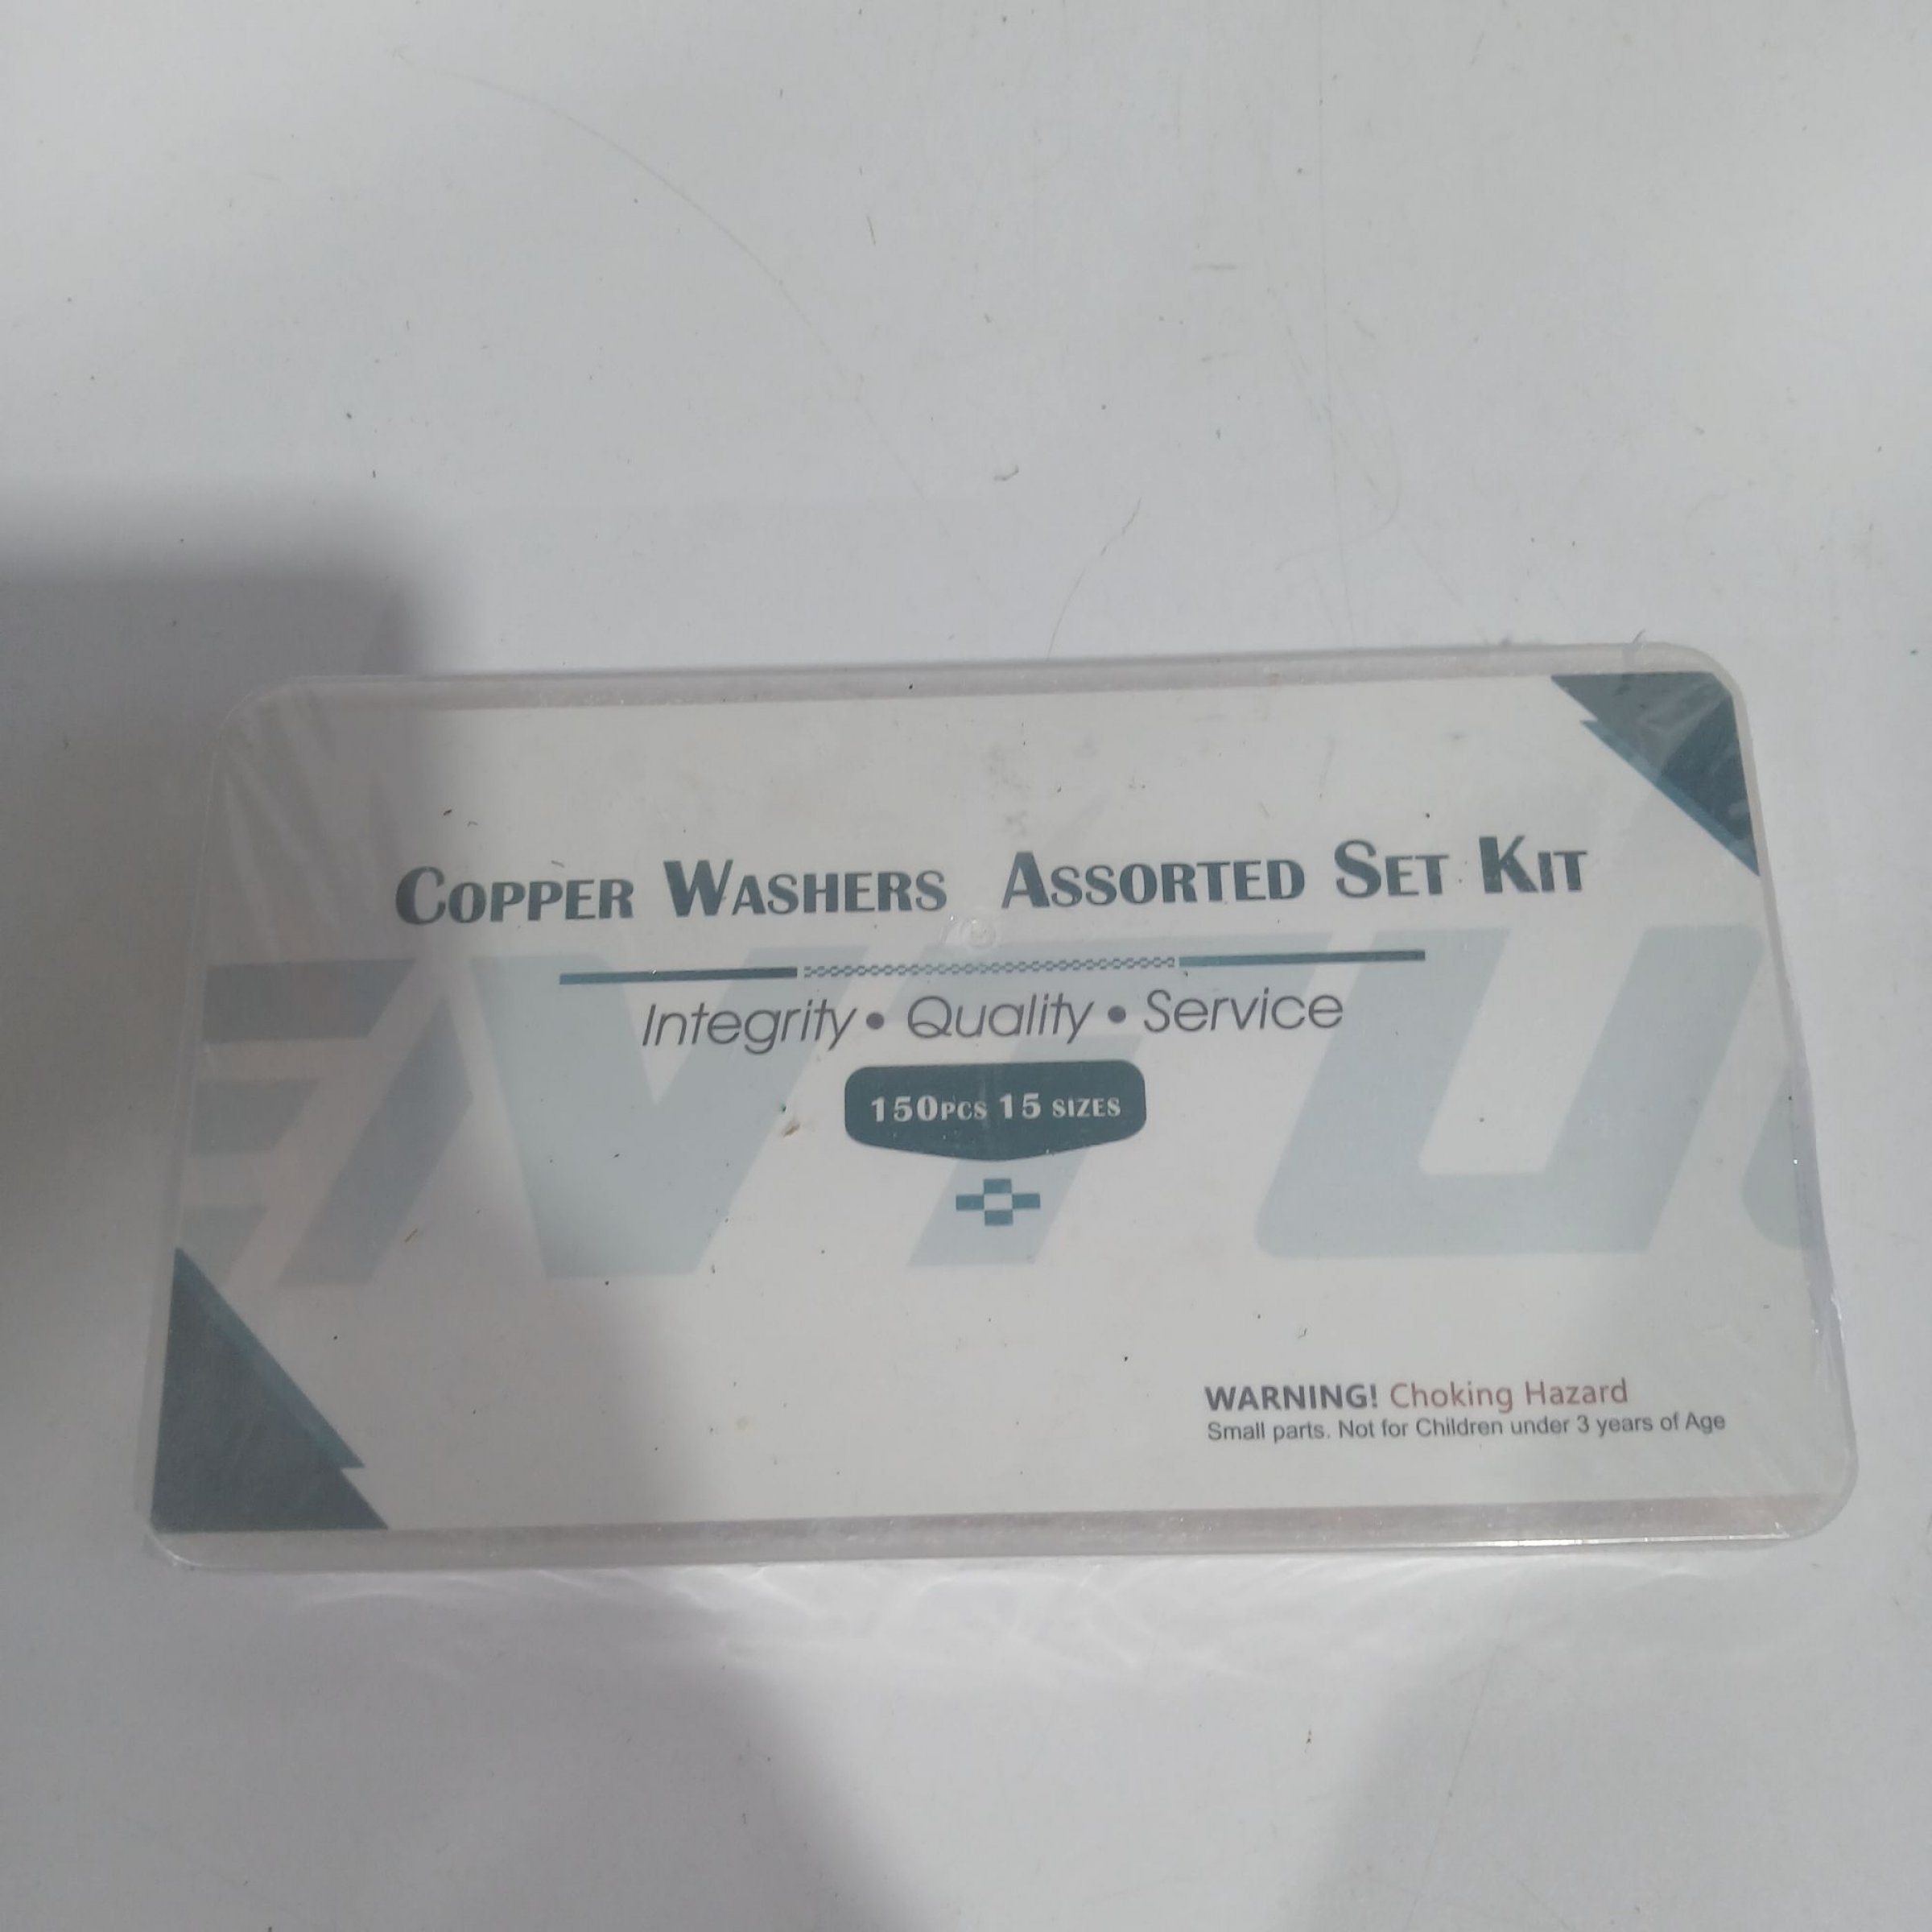 COPPER WASHERS ASSORTED SET KIT
Integrity • Quality • Service
150PCS 15 SIZES
WARNING! Choking Hazard
Small parts. Not for Children under 3 years of Age